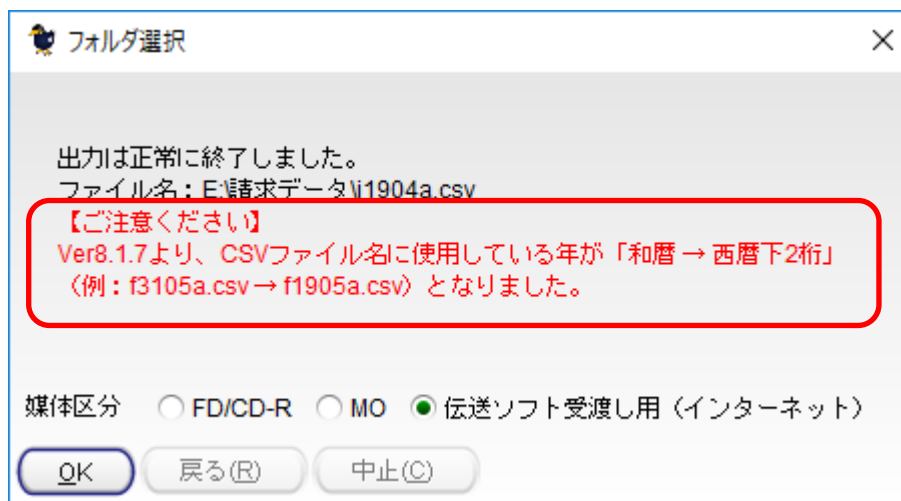 フォルダ選択
出力は正常に終了しました。
ファイル名：E:\請求データ\i1904a.csv
【ご注意ください】
Ver8.1.7より、CSVファイル名に使用している年が「和暦 → 西暦下2桁」
（例：f3105a.csv → f1905a.csv）となりました。
媒体区分 FD/CD-R MO 伝送ソフト受渡し用（インターネット）
OK 戻る(R) 中止(C)